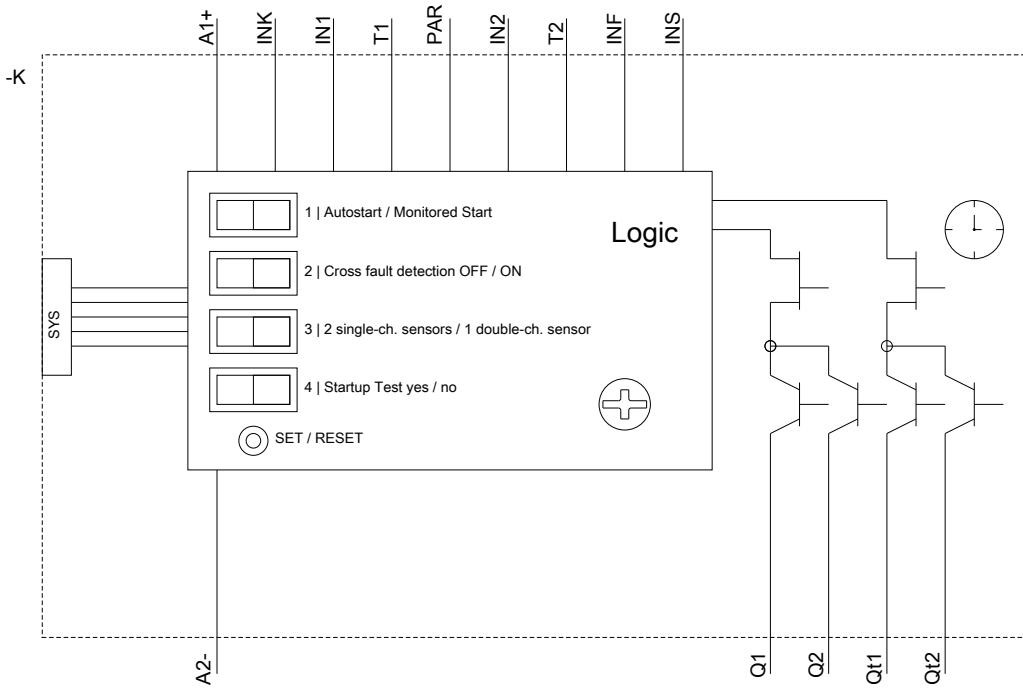 A1+
INK
IN1
T1
PAR
IN2
T2
INF
INS
-K
1 | Autostart / Monitored Start
Logic
2 | Cross fault detection OFF / ON
SYS
3 | 2 single-ch. sensors / 1 double-ch. sensor
4 | Startup Test yes / no
SET / RESET
A2-
Q1
Q2
Qt1
Qt2